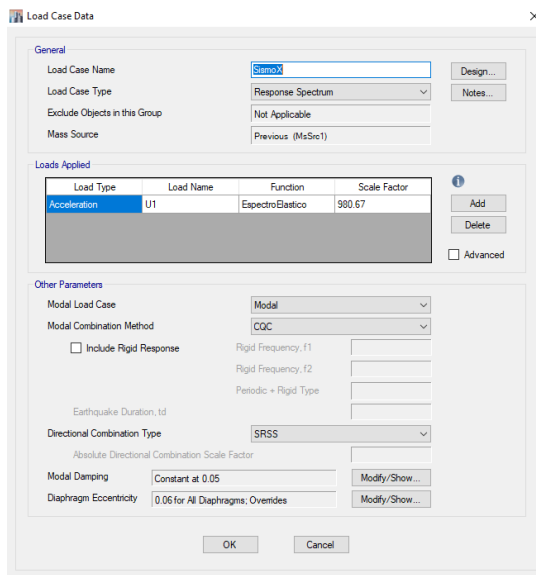 Load Case Data
General
Load Case Name SismoX Design...
Load Case Type Response Spectrum Notes...
Exclude Objects in this Group Not Applicable
Mass Source Previous (MsSrc1)
Loads Applied
Load Type Load Name Function Scale Factor
Acceleration U1 EspectroElastico 980.67
Add
Delete
Advanced
Other Parameters
Modal Load Case Modal
Modal Combination Method CQC
Include Rigid Response Rigid Frequency, f1
Rigid Frequency, f2
Periodic + Rigid Type
Earthquake Duration, td
Directional Combination Type SRSS
Absolute Directional Combination Scale Factor
Modal Damping Constant at 0.05 Modify/Show...
Diaphragm Eccentricity 0.06 for All Diaphragms; Overrides Modify/Show...
OK Cancel